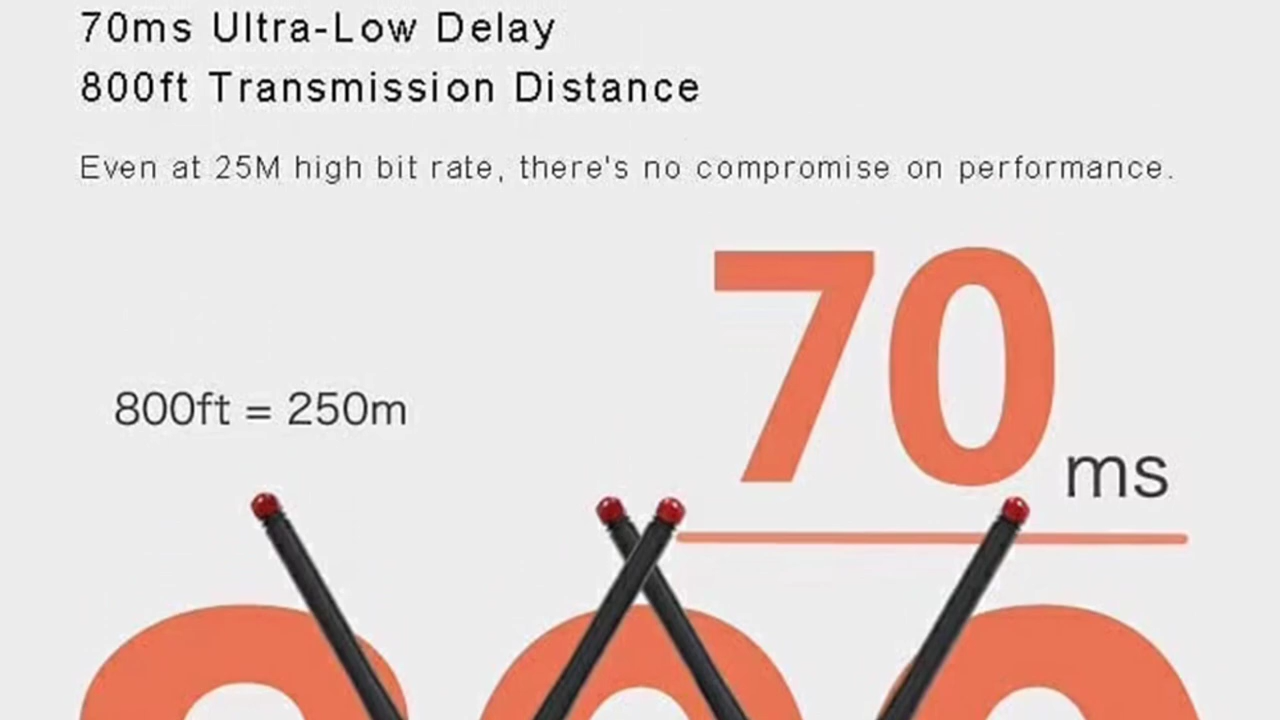 70ms Ultra-Low Delay
800ft Transmission Distance
Even at 25M high bit rate, there's no compromise on performance.
70 ms
800ft = 250m